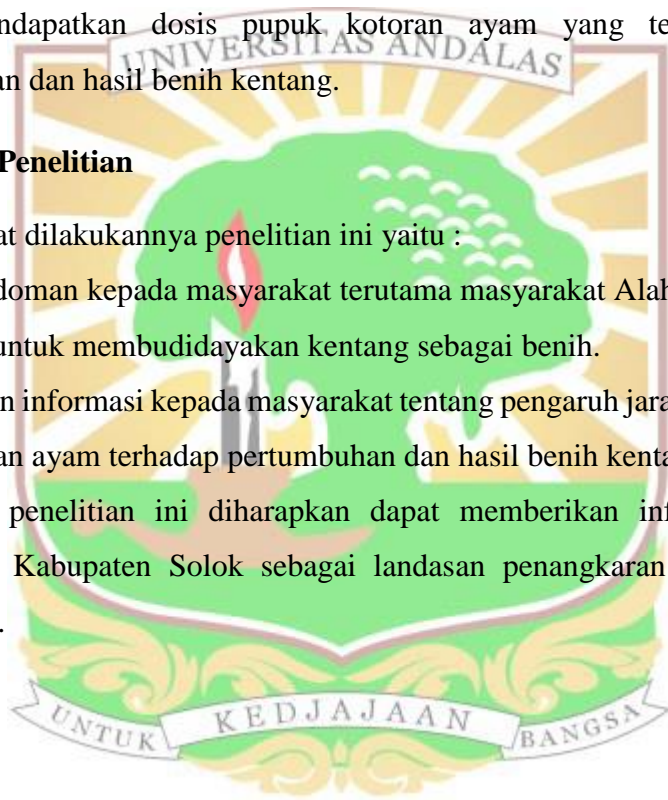 ndapatkan dosis pupuk kotoran ayam yang te
UNIVERSITAS ANDALAS
an dan hasil benih kentang.
Penelitian
at dilakukannya penelitian ini yaitu :
doman kepada masyarakat terutama masyarakat Alah
untuk membudidayakan kentang sebagai benih.
n informasi kepada masyarakat tentang pengaruh jara
an ayam terhadap pertumbuhan dan hasil benih kenta
penelitian ini diharapkan dapat memberikan inf
Kabupaten Solok sebagai landasan penangkaran
.
UNTUK KEDJAJAAN BANGSA